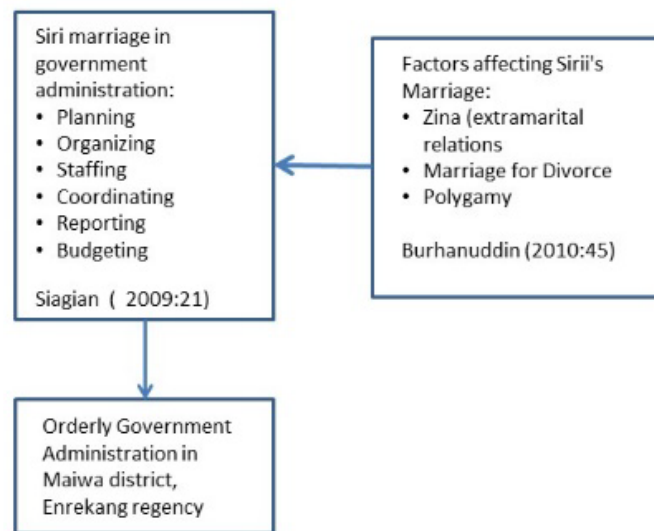 Siri marriage in
government
administration:
• Planning
• Organizing
• Staffing
• Coordinating
• Reporting
• Budgeting
Siagian ( 2009:21)
Factors affecting Sirii's
Marriage:
• Zina (extramarital
relations
• Marriage for Divorce
• Polygamy
Burhanuddin (2010:45)
Orderly Government
Administration in
Maiwa district,
Enrekang regency